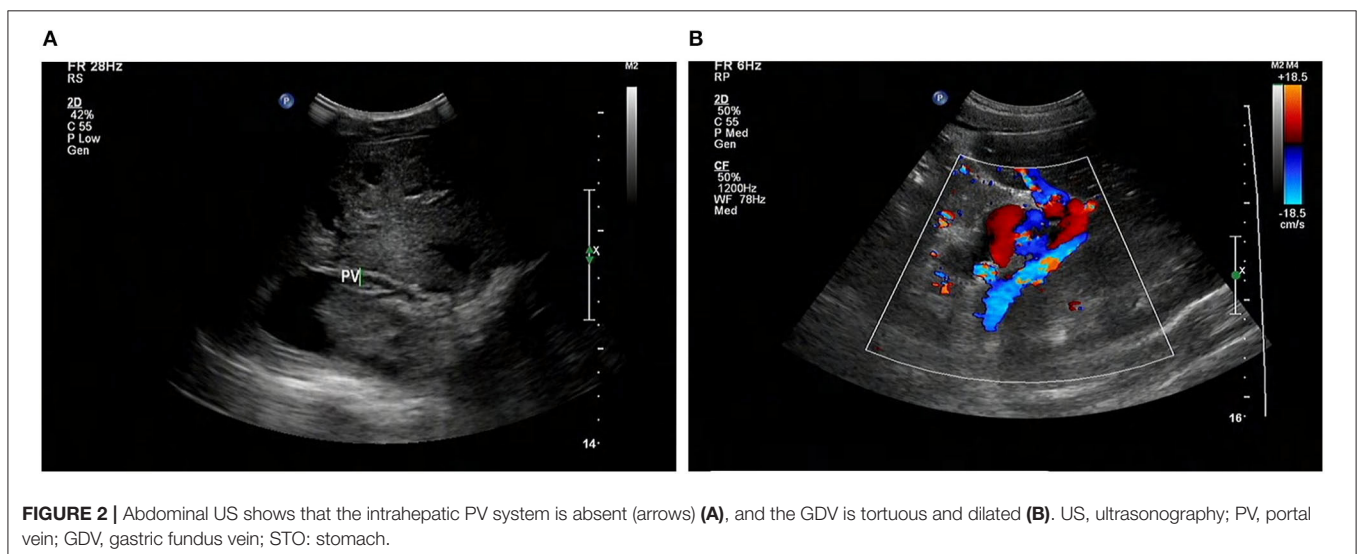 A
FR 28Hz
RS
2D
42%
C 55
P Low
Gen
P
M2
PV
X
14
B
FR 6Hz
RP
2D
50%
C 55
P Med
Gen
CF
50%
1200Hz
WF 78Hz
Med
P
M2 M4
+18.5
-18.5
cm/s
X
16
FIGURE 2 | Abdominal US shows that the intrahepatic PV system is absent (arrows) (A), and the GDV is tortuous and dilated (B). US, ultrasonography; PV, portal
vein; GDV, gastric fundus vein; STO: stomach.